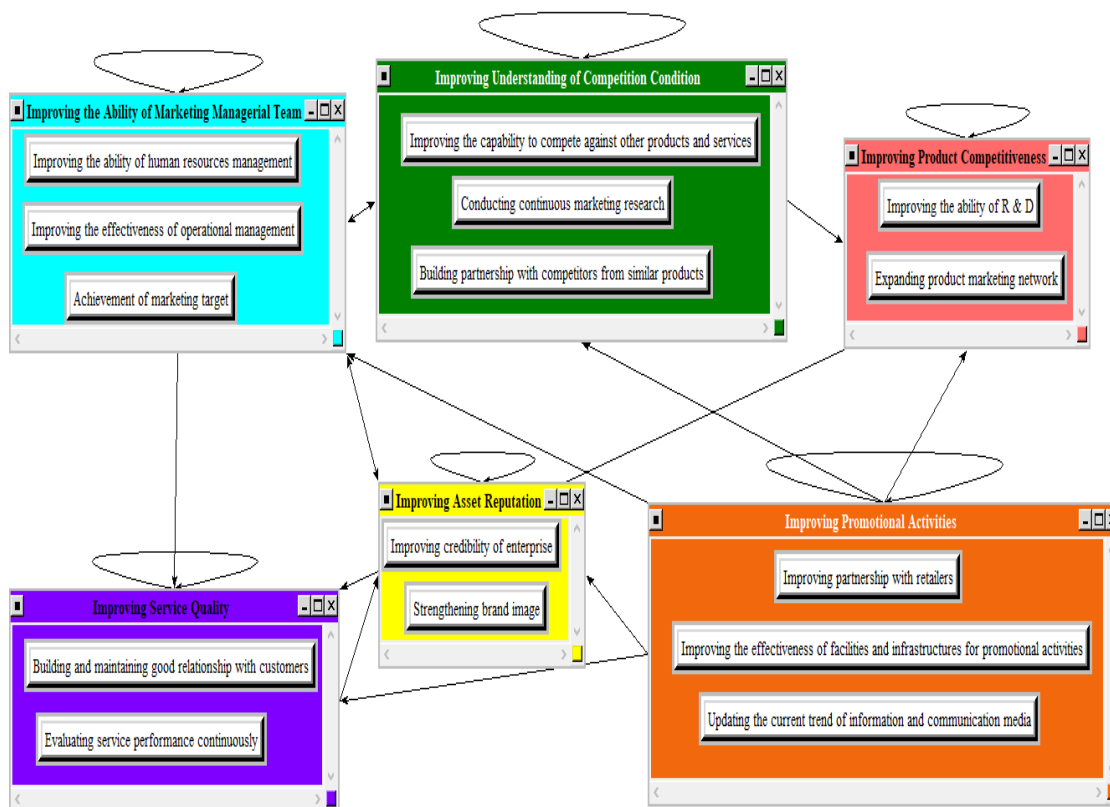 Improving the Ability of Marketing Managerial Team
Improving the ability of human resources management
Improving the effectiveness of operational management
Achievement of marketing target
Improving Understanding of Competition Condition
Improving the capability to compete against other products and services
Conducting continuous marketing research
Building partnership with competitors from similar products
Improving Product Competitiveness
Improving the ability of R & D
Expanding product marketing network
Improving Service Quality
Building and maintaining good relationship with customers
Evaluating service performance continuously
Improving Asset Reputation
Improving credibility of enterprise
Strengthening brand image
Improving Promotional Activities
Improving partnership with retailers
Improving the effectiveness of facilities and infrastructures for promotional activities
Updating the current trend of information and communication media